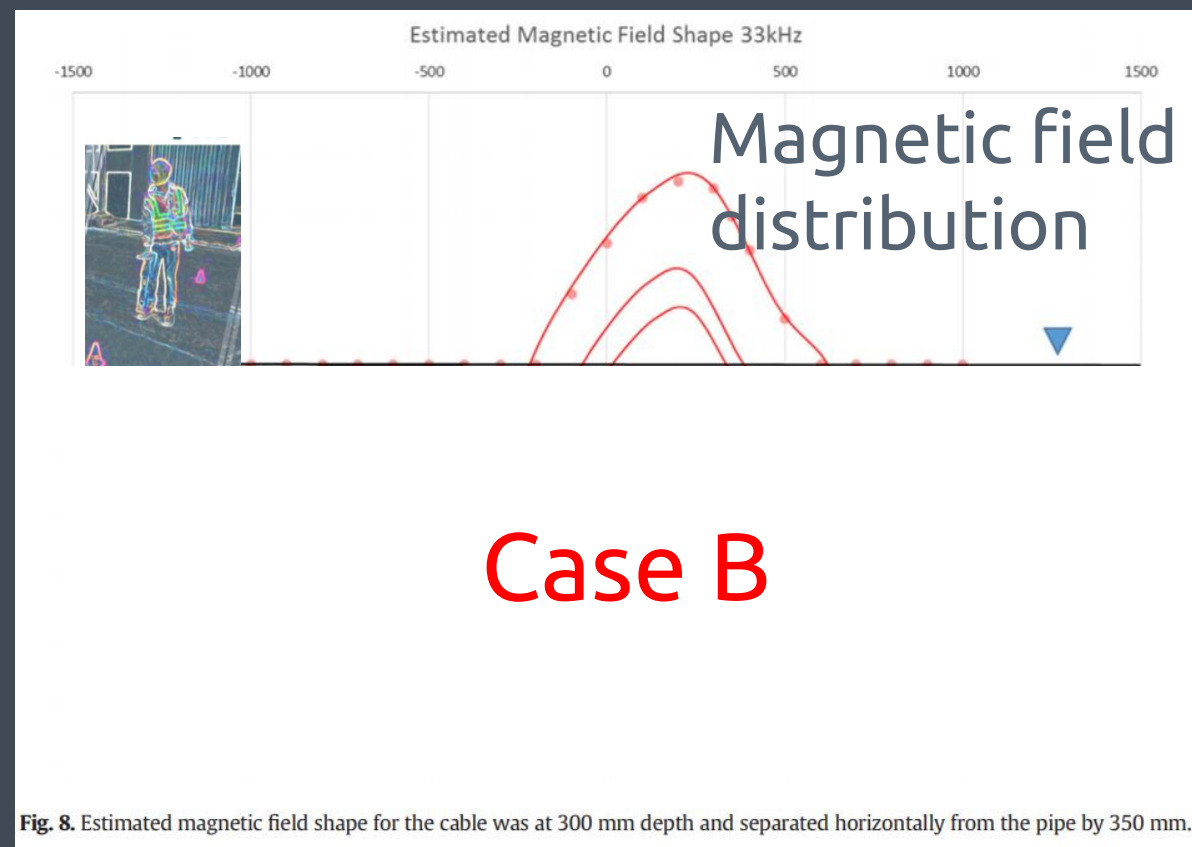 Estimated Magnetic Field Shape 33kHz
-1500 -1000 -500 0 500 1000 1500
Magnetic field
distribution
Case B
Fig. 8. Estimated magnetic field shape for the cable was at 300 mm depth and separated horizontally from the pipe by 350 mm.